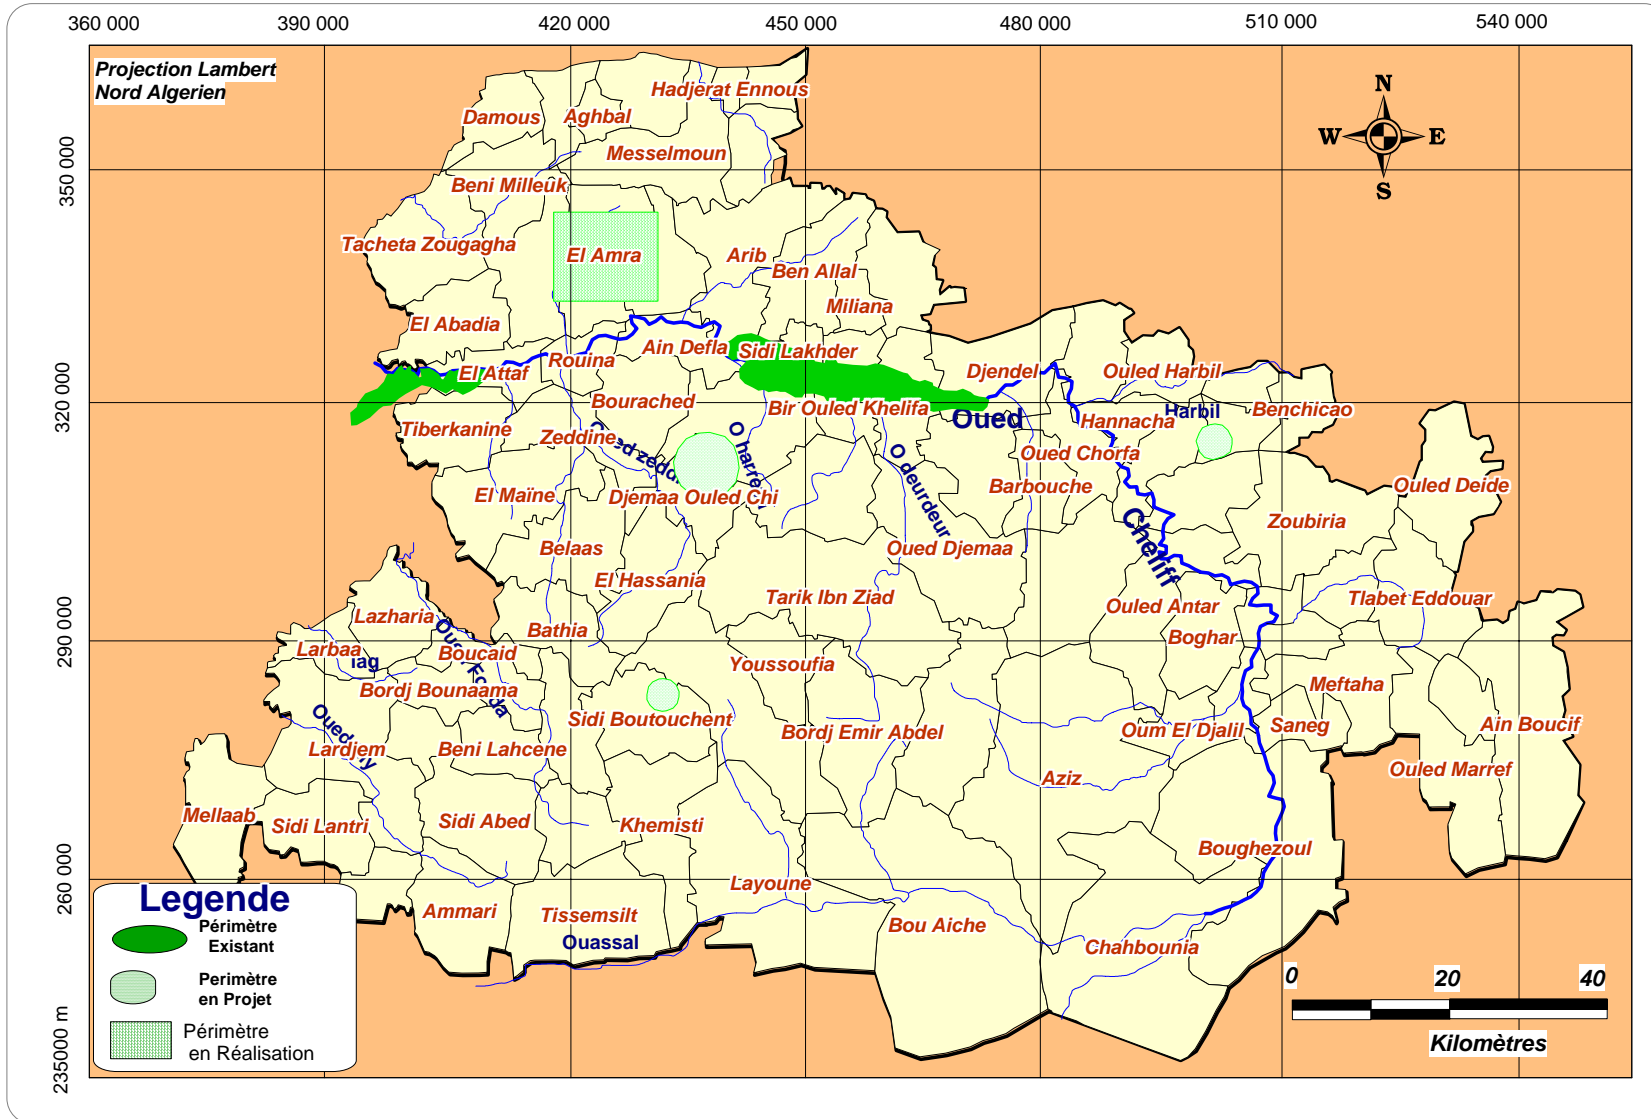 360 000
390 000
420 000
450 000
480 000
510 000
540 000
Projection Lambert
Nord Algerien
N
W
E
S
350 000
320 000
290 000
260 000
235000 m
Hadjerat Ennous
Damous
Aghbal
Messelmoun
Beni Milleuk
Tacheta Zougagha
El Amra
Arib
Ben Allal
Miliana
El Abadia
Ain Defla
Sidi Lakhder
Rouina
El Attaf
Djendel
Ouled Harbil
Bourached
Bir Ouled Khelifa
Oued
Harbil
Benchicao
Hannacha
Tiberkanine
Zeddine
O harre
Oued Chorfa
O deurdeur
Barbouche
Ouled Deide
El Maïne
Djemaa Ouled Chi
Zoubiria
Cheliff
Belaas
Oued Djemaa
El Hassania
Tarik Ibn Ziad
Ouled Antar
Tlabet Eddouar
Lazharia
Bathia
Boghar
Larbaa
Boucaid
Youssoufia
Bordj Bounaama
Meftaha
Sidi Boutouchent
Bordj Emir Abdel
Oum El Djalil
Saneg
Ain Boucif
Lardjem
Beni Lahcene
Aziz
Ouled Marref
Mellaab
Sidi Lantri
Sidi Abed
Khemisti
Boughezoul
Layoune
Ammari
Tissemsilt
Ouassal
Bou Aiche
Chahbounia
Legende
Périmètre
Existant
Perimètre
en Projet
Périmètre
en Réalisation
0
20
40
Kilomètres